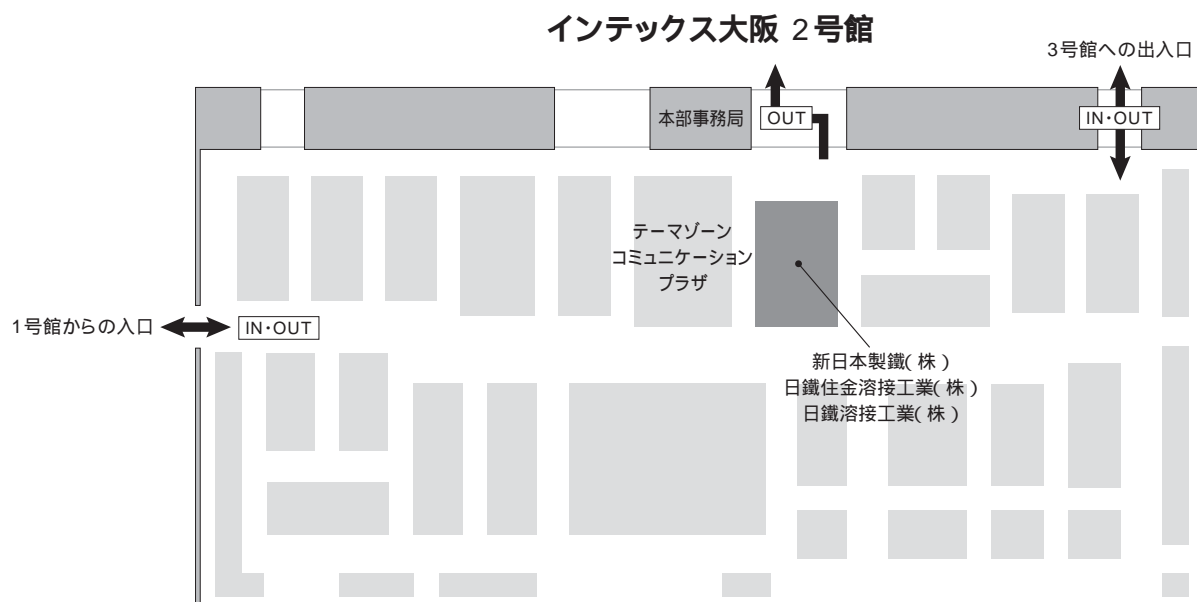 インテックス大阪 2号館
3号館への出入口
本部事務局
OUT
IN・OUT
テーマゾーン
コミュニケーション
プラザ
1号館からの入口
IN・OUT
新日本製鐵(株)
日鐵住金溶接工業(株)
日鐵溶接工業(株)